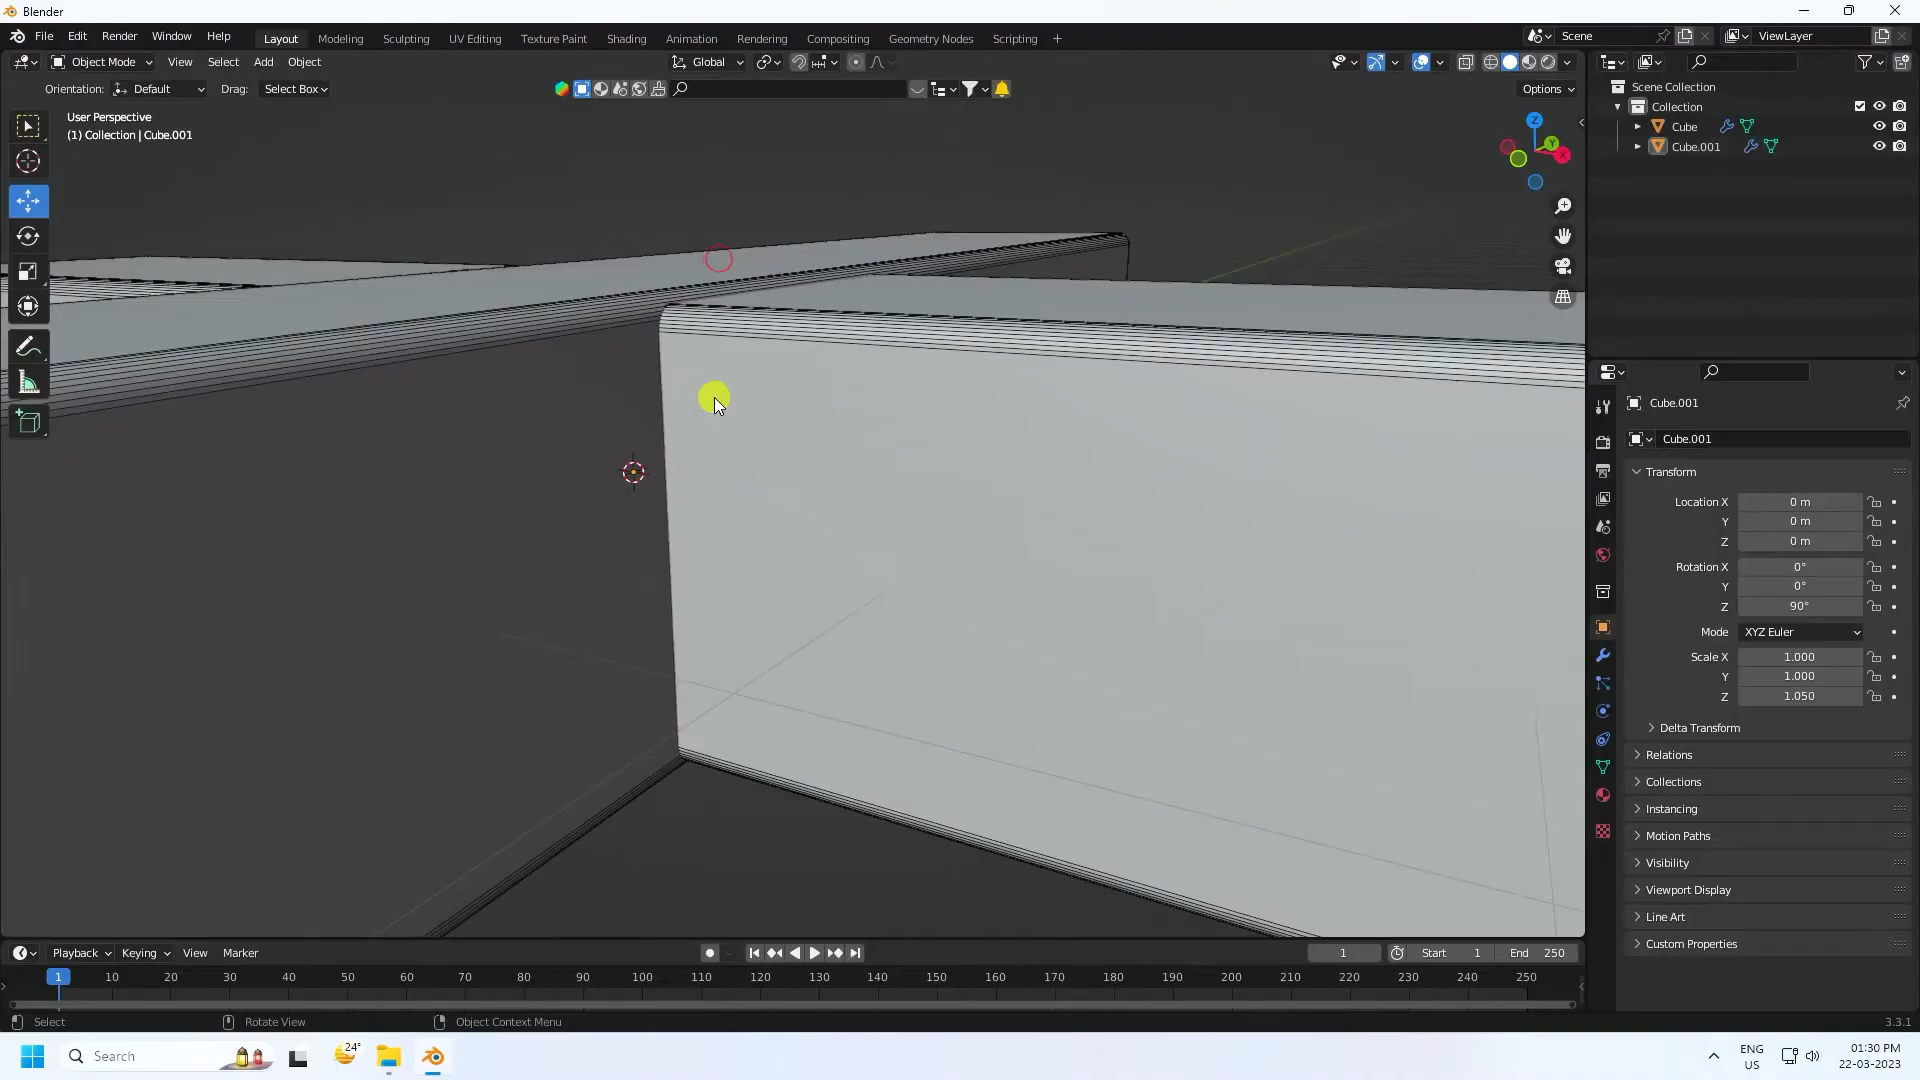 Blender
File Edit Render Window Help
Layout Modeling Sculpting UV Editing Texture Paint Shading Animation Rendering Compositing Geometry Nodes Scripting +
Scene
ViewLayer
Object Mode View Select Add Object
Global
Orientation: Default Drag: Select Box
Options
User Perspective
(1) Collection | Cube.001
Z
Y
X
Scene Collection
Collection
Cube
Cube.001
Cube.001
Cube.001
Transform
Location X 0 m
Y 0 m
Z 0 m
Rotation X 0°
Y 0°
Z 90°
Mode XYZ Euler
Scale X 1.000
Y 1.000
Z 1.050
Delta Transform
Relations
Collections
Instancing
Motion Paths
Visibility
Viewport Display
Line Art
Custom Properties
Playback Keying View Marker
1 Start 1 End 250
1 10 20 30 40 50 60 70 80 90 100 110 120 130 140 150 160 170 180 190 200 210 220 230 240 250
Select Rotate View Object Context Menu
3.3.1
Search
24°
ENG
US
01:30 PM
22-03-2023